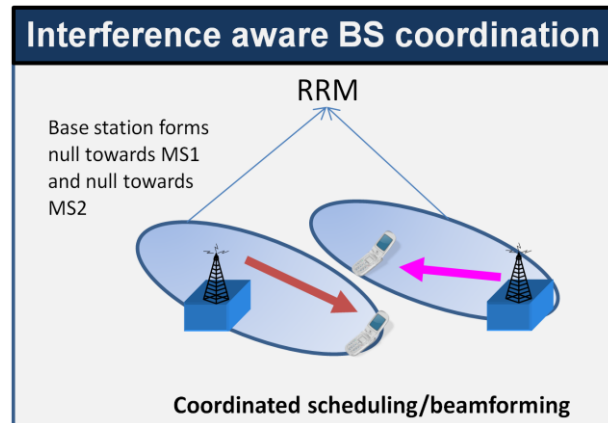 Interference aware BS coordination
RRM
Base station forms
null towards MS1
and null towards
MS2
Coordinated scheduling/beamforming